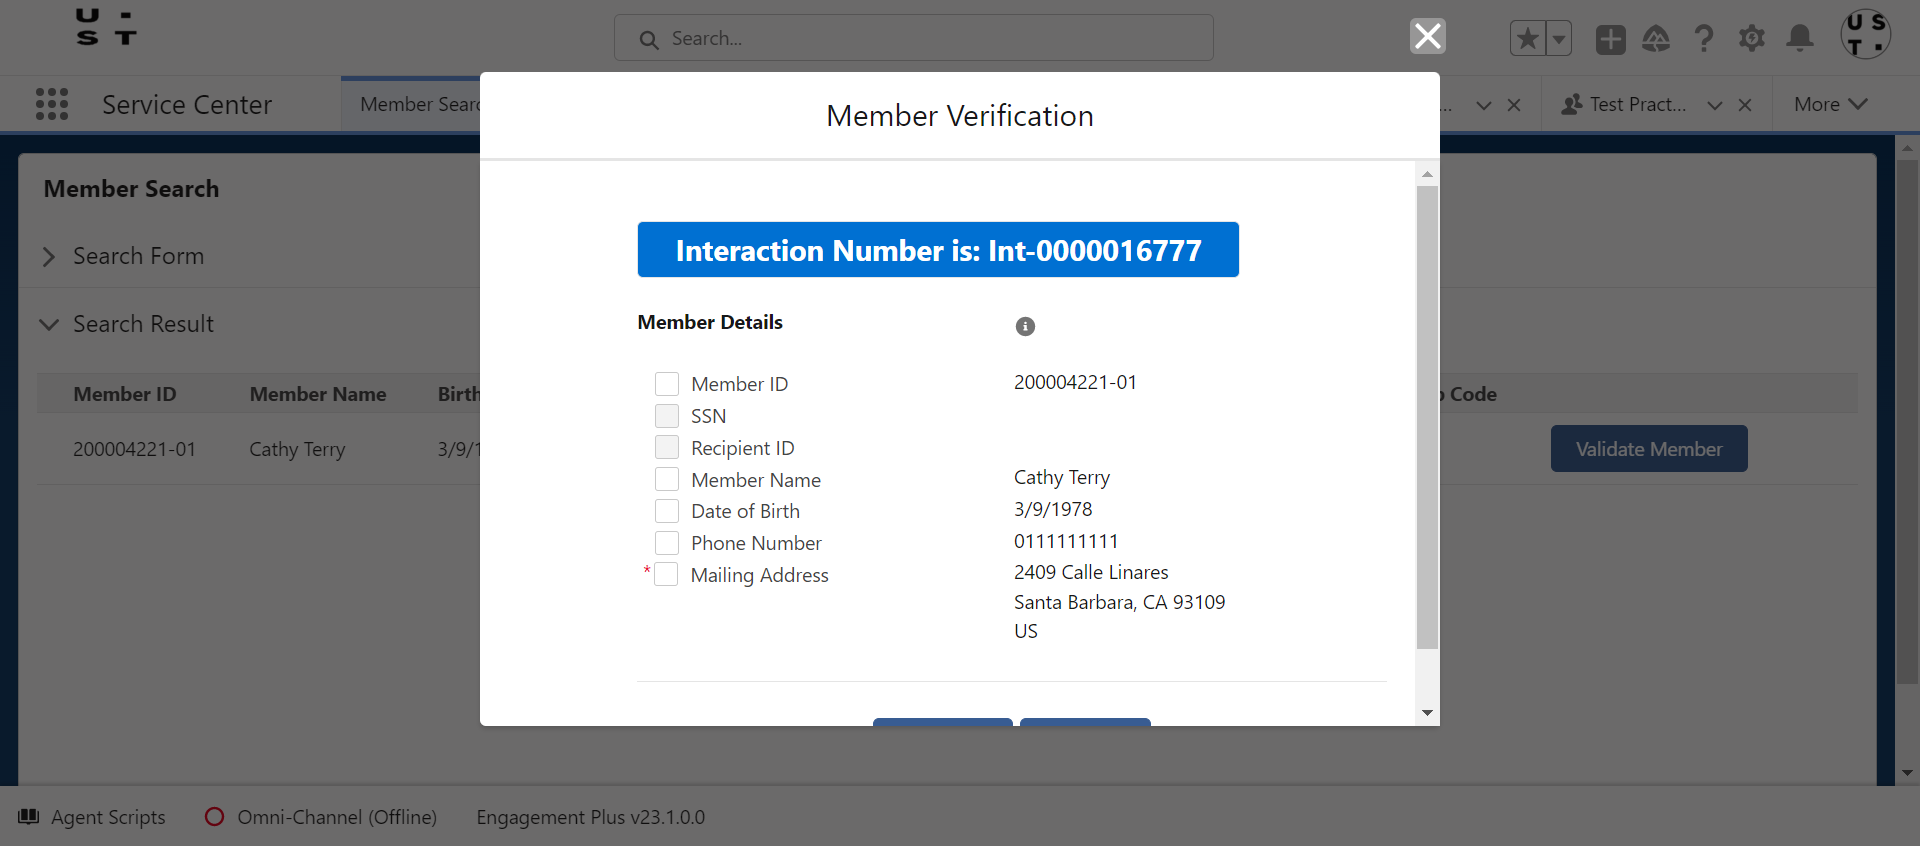 U S T
Search...
U S T
Service Center
Member Searc
...
Test Pract...
More
Member Verification
Member Search
Search Form
Search Result
Interaction Number is: Int-0000016777
Member Details
Member ID 200004221-01
SSN
Recipient ID
Member Name Cathy Terry
Date of Birth 3/9/1978
Phone Number 0111111111
* Mailing Address 2409 Calle Linares
Santa Barbara, CA 93109
US
Member ID Member Name Birth Code
200004221-01 Cathy Terry 3/9/1 Validate Member
Agent Scripts Omni-Channel (Offline) Engagement Plus v23.1.0.0